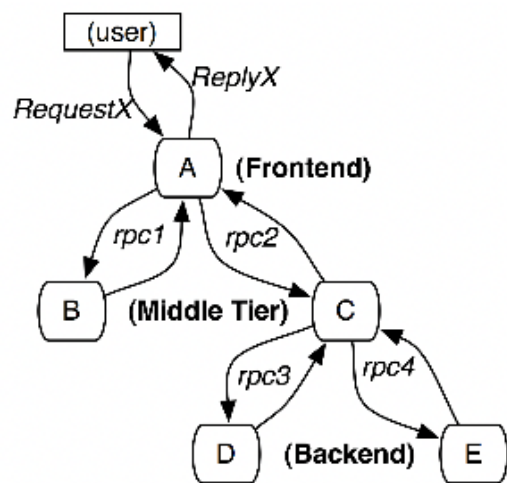 (user)
ReplyX
RequestX
A (Frontend)
rpc1 rpc2
B (Middle Tier) C
rpc3 rpc4
D (Backend) E